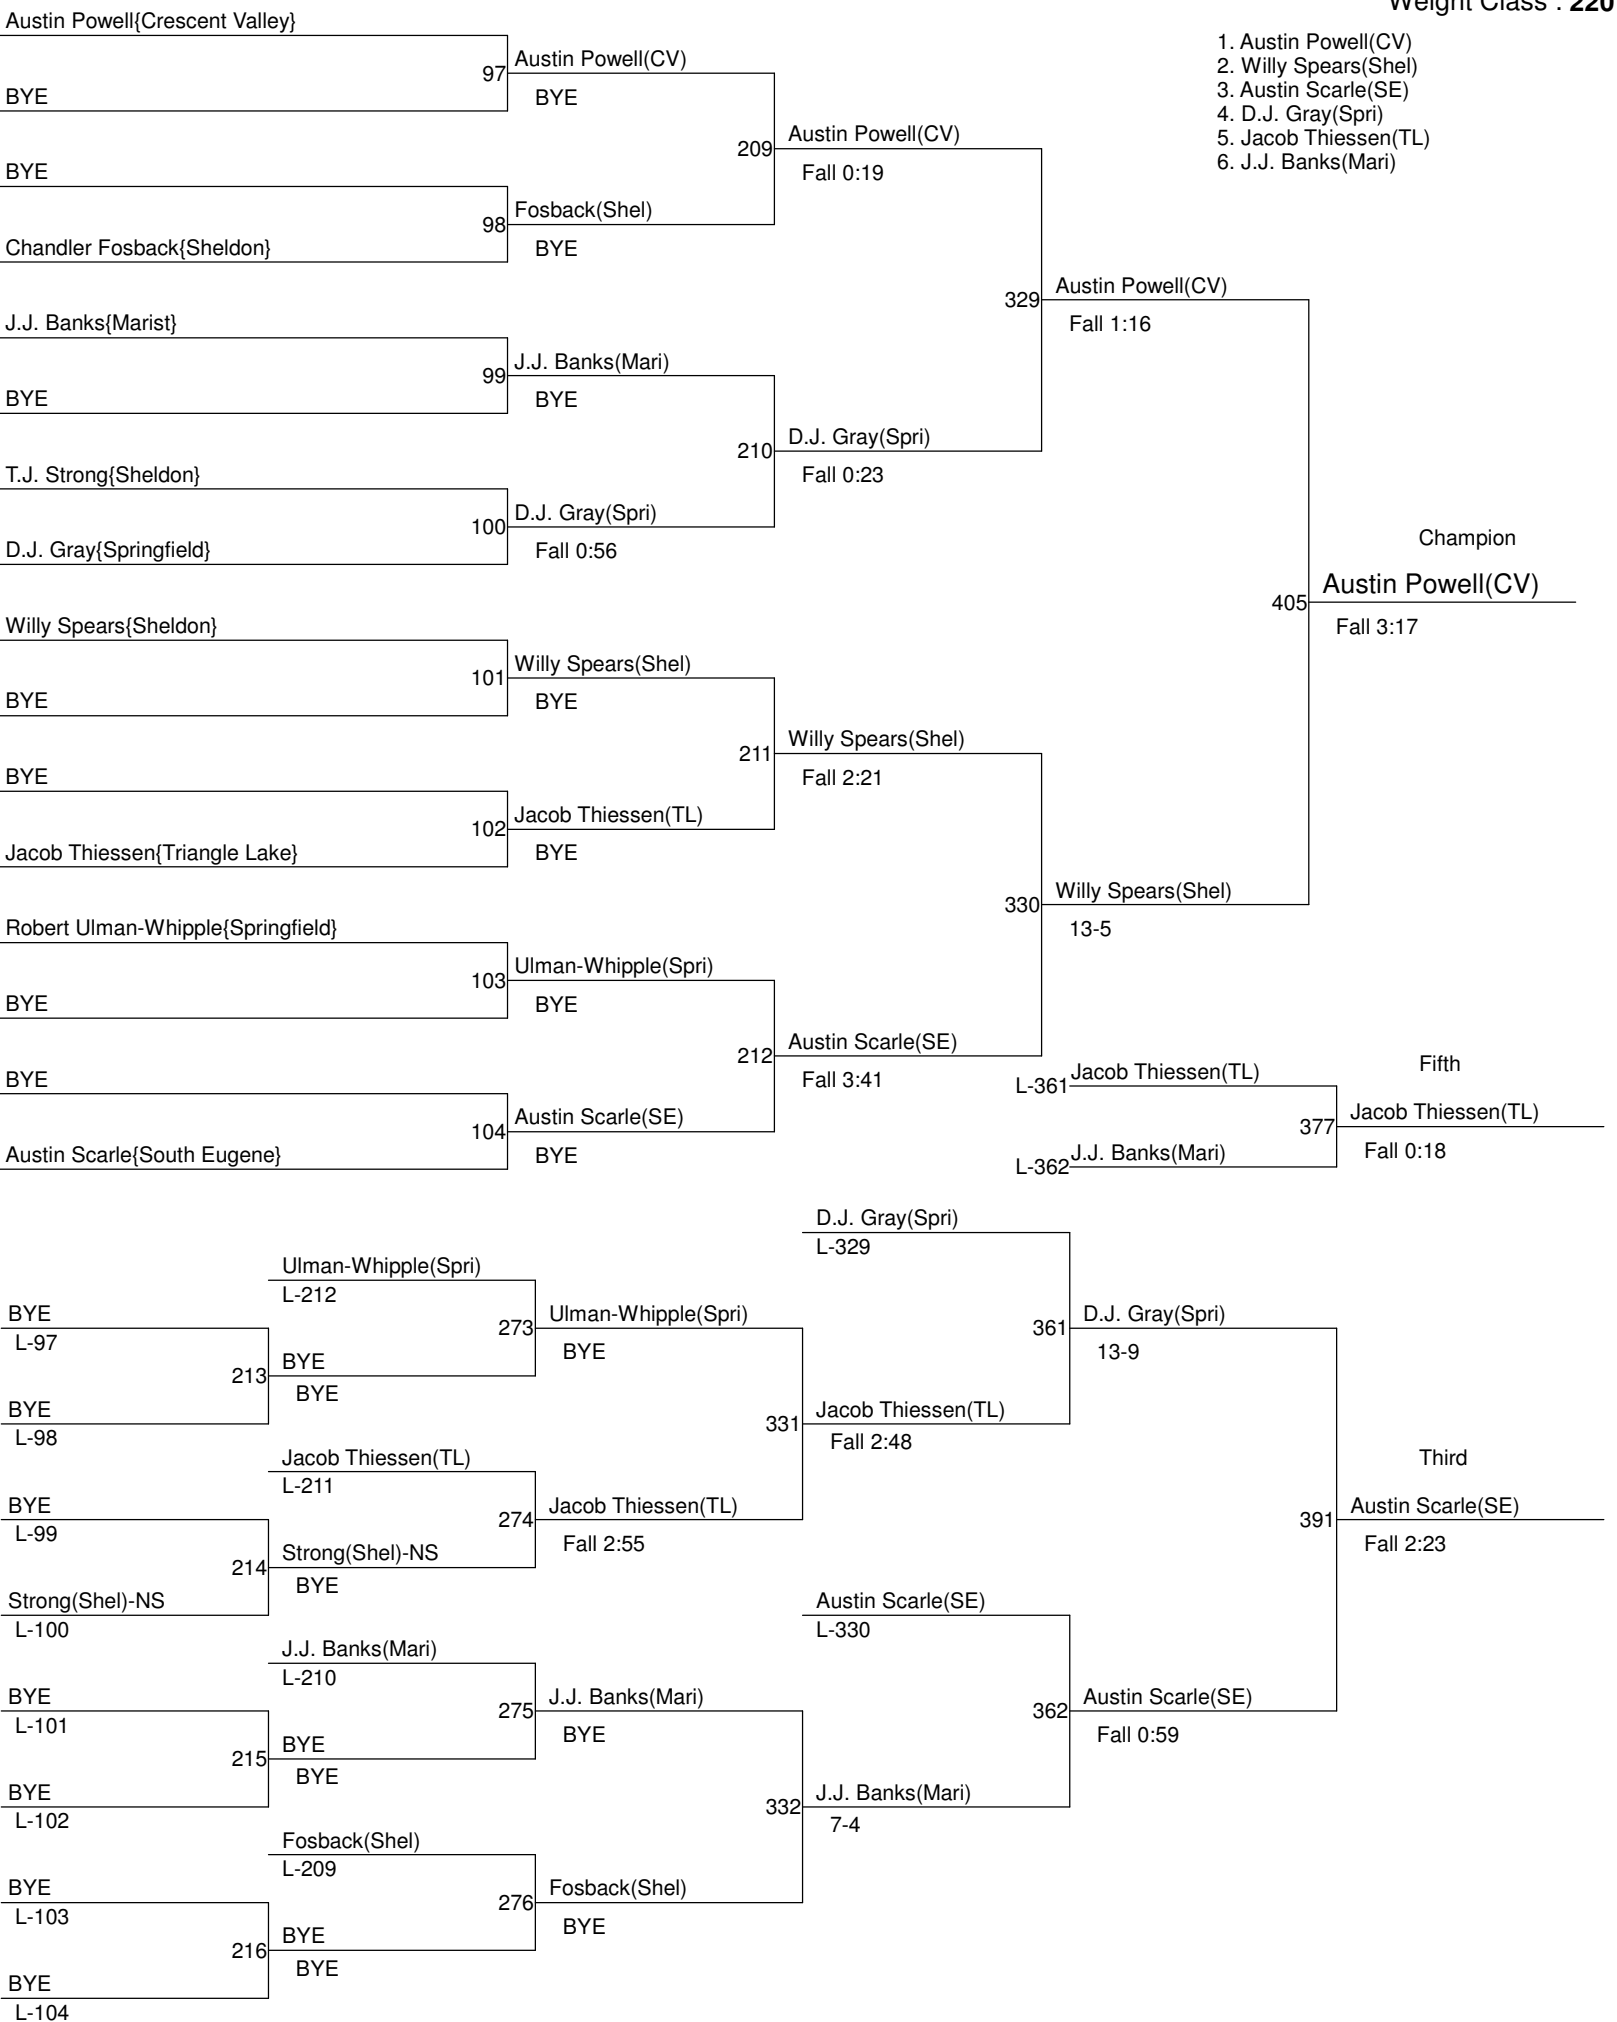 Weight Class : 220
1. Austin Powell(CV)
2. Willy Spears(Shel)
3. Austin Scarle(SE)
4. D.J. Gray(Spri)
5. Jacob Thiessen(TL)
6. J.J. Banks(Mari)
Austin Powell{Crescent Valley}
97
BYE
Austin Powell(CV)
BYE
BYE
98
Chandler Fosback{Sheldon}
Fosback(Shel)
BYE
209
Austin Powell(CV)
Fall 0:19
J.J. Banks{Marist}
99
BYE
J.J. Banks(Mari)
BYE
T.J. Strong{Sheldon}
100
D.J. Gray{Springfield}
D.J. Gray(Spri)
Fall 0:56
210
D.J. Gray(Spri)
Fall 0:23
329
Austin Powell(CV)
Fall 1:16
Willy Spears{Sheldon}
101
BYE
Willy Spears(Shel)
BYE
BYE
102
Jacob Thiessen{Triangle Lake}
Jacob Thiessen(TL)
BYE
211
Willy Spears(Shel)
Fall 2:21
Robert Ulman-Whipple{Springfield}
103
BYE
Ulman-Whipple(Spri)
BYE
BYE
104
Austin Scarle{South Eugene}
Austin Scarle(SE)
BYE
212
Austin Scarle(SE)
Fall 3:41
330
Willy Spears(Shel)
13-5
Champion
405
Austin Powell(CV)
Fall 3:17
Fifth
L-361
Jacob Thiessen(TL)
L-362
J.J. Banks(Mari)
377
Jacob Thiessen(TL)
Fall 0:18
BYE
L-97
213
BYE
L-98
Ulman-Whipple(Spri)
L-212
BYE
BYE
273
Ulman-Whipple(Spri)
BYE
BYE
L-99
214
Strong(Shel)-NS
L-100
Jacob Thiessen(TL)
L-211
Strong(Shel)-NS
BYE
274
Jacob Thiessen(TL)
Fall 2:55
331
Jacob Thiessen(TL)
Fall 2:48
D.J. Gray(Spri)
L-329
361
D.J. Gray(Spri)
13-9
BYE
L-101
215
BYE
L-102
J.J. Banks(Mari)
L-210
BYE
BYE
275
J.J. Banks(Mari)
BYE
BYE
L-103
216
BYE
L-104
Fosback(Shel)
L-209
BYE
BYE
276
Fosback(Shel)
BYE
332
J.J. Banks(Mari)
7-4
Austin Scarle(SE)
L-330
362
Austin Scarle(SE)
Fall 0:59
Third
391
Austin Scarle(SE)
Fall 2:23